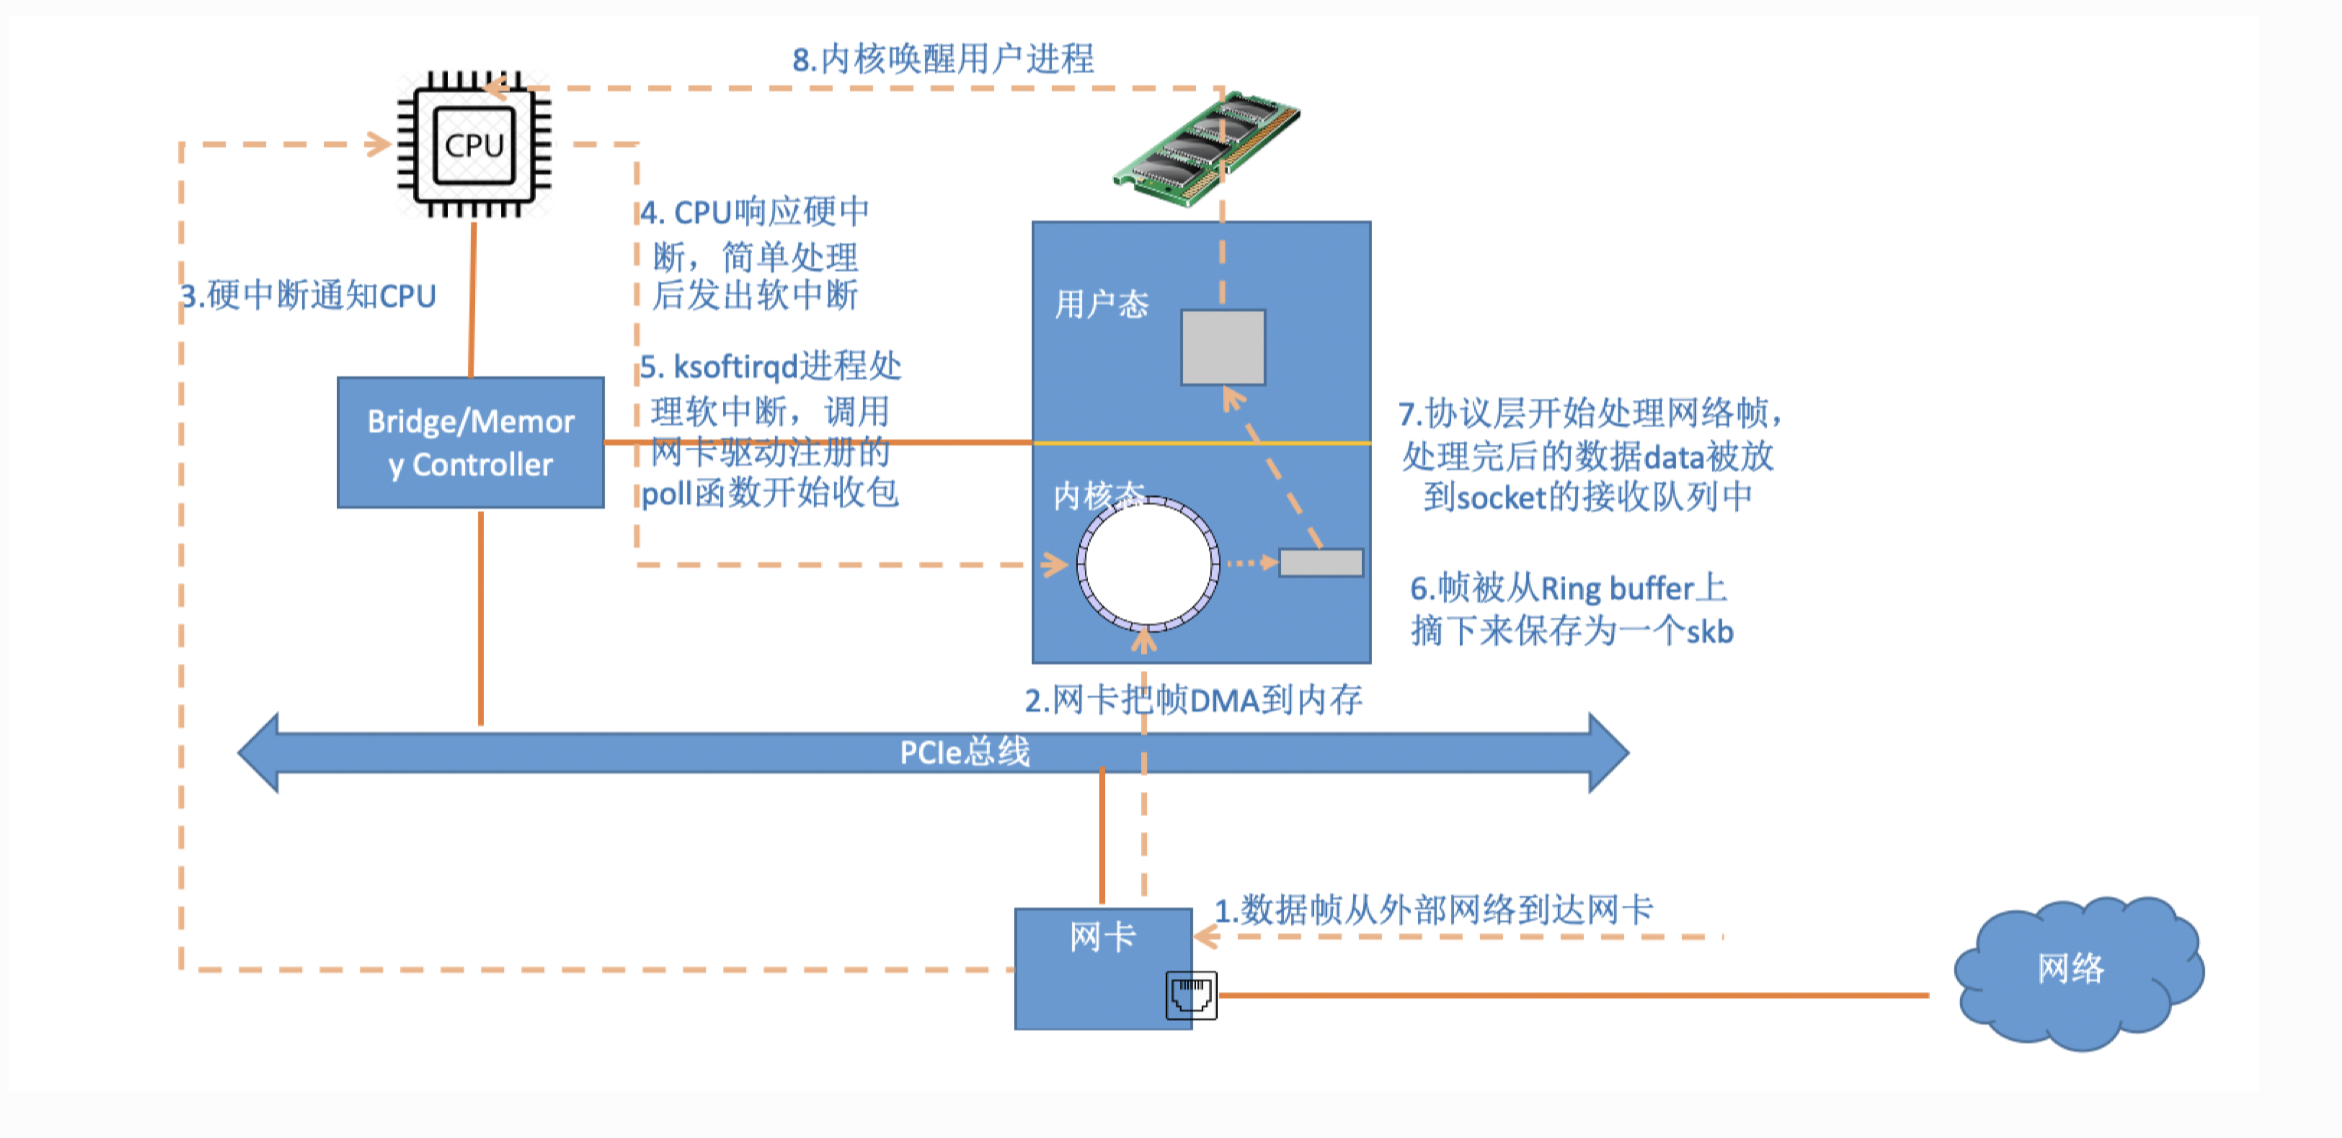 8.内核唤醒用户进程
CPU
4. CPU响应硬中
断，简单处理
后发出软中断
3.硬中断通知CPU
用户态
5. ksoftirqd进程处
理软中断，调用
网卡驱动注册的
poll函数开始收包
Bridge/Memor
y Controller
7.协议层开始处理网络帧，
处理完后的数据data被放
到socket的接收队列中
内核态
6.帧被从Ring buffer上
摘下来保存为一个skb
2.网卡把帧DMA到内存
PCIe总线
1.数据帧从外部网络到达网卡
网卡
网络